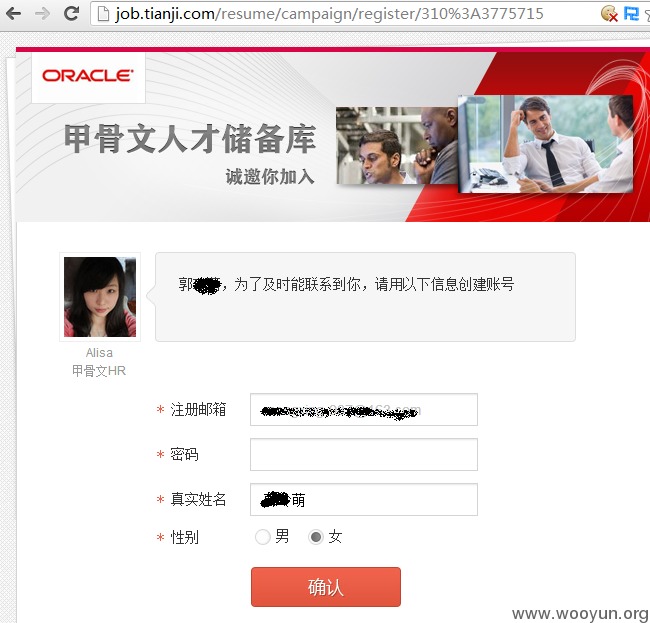 job.tianji.com/resume/campaign/register/310%3A3775715
ORACLE
甲骨文人才储备库
诚邀你加入
郭 ，为了及时能联系到你，请用以下信息创建账号
Alisa
甲骨文HR
* 注册邮箱
* 密码
* 真实姓名 萌
* 性别 男 女
确认
www.wooyun.org